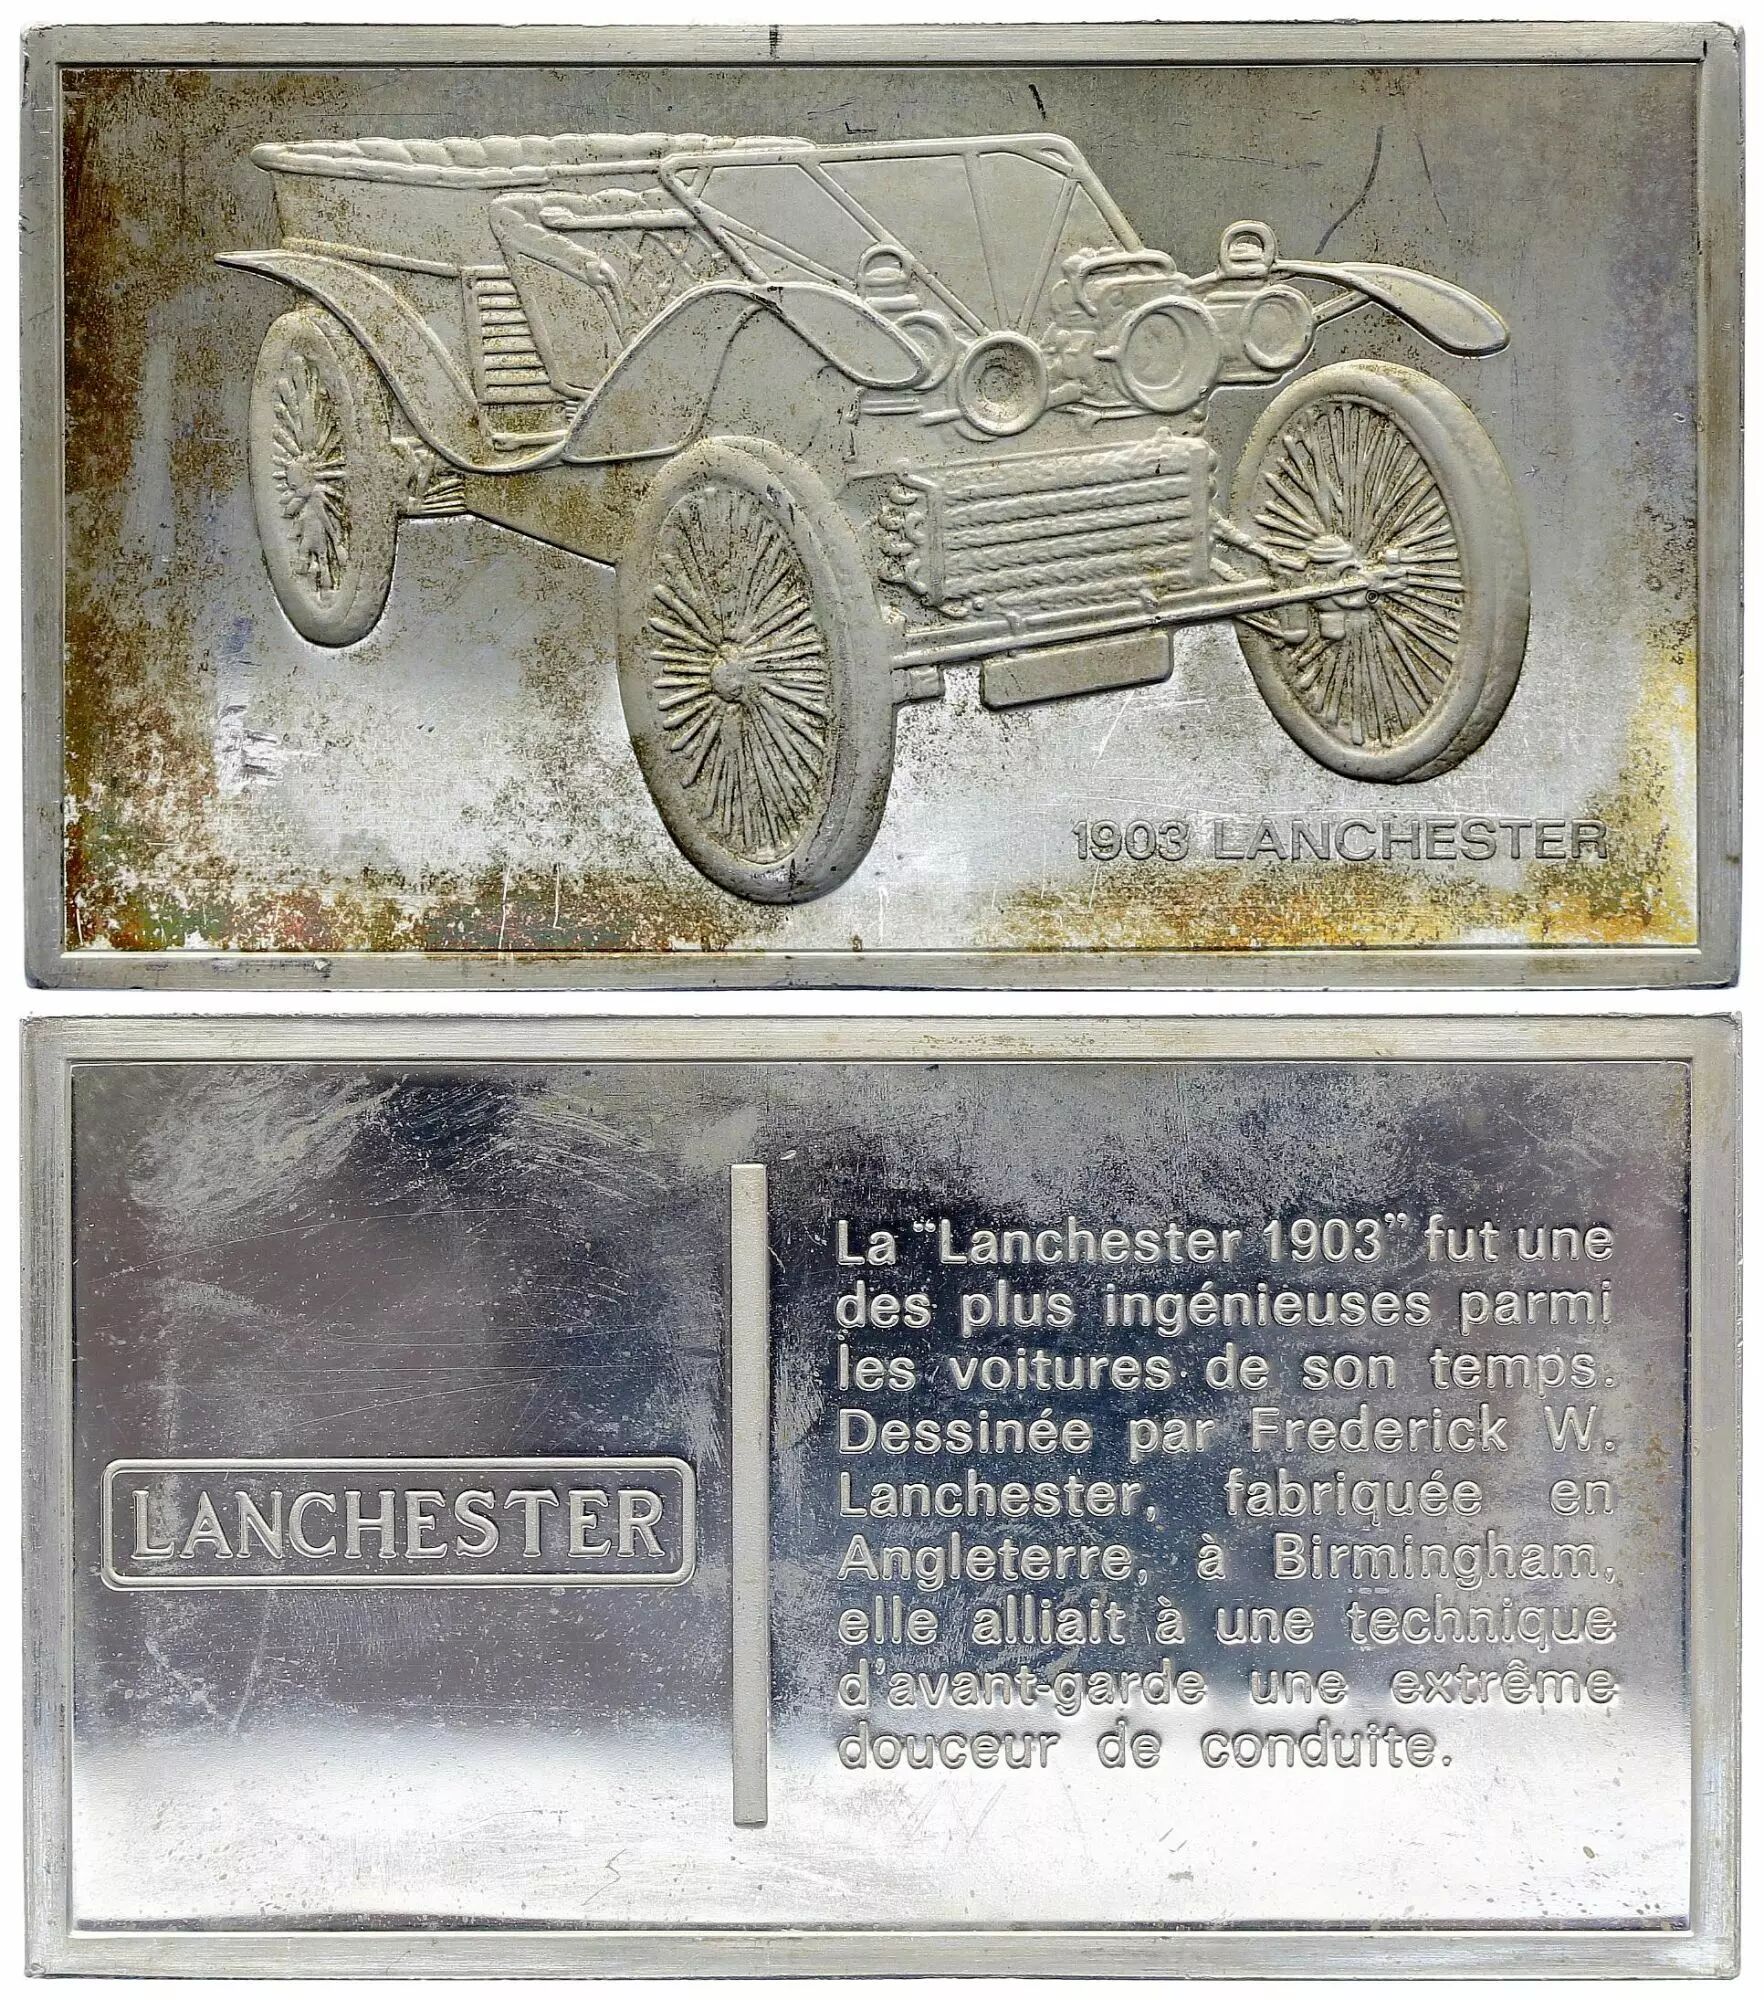 1903 LANCHESTER
LANCHESTER
La “Lanchester 1903” fut une
des plus ingénieuses parmi
les voitures de son temps.
Dessinée par Frederick W.
Lanchester, fabriquée en
Angleterre, à Birmingham,
elle alliait à une technique
d'avant-garde une extrême
douceur de conduite.